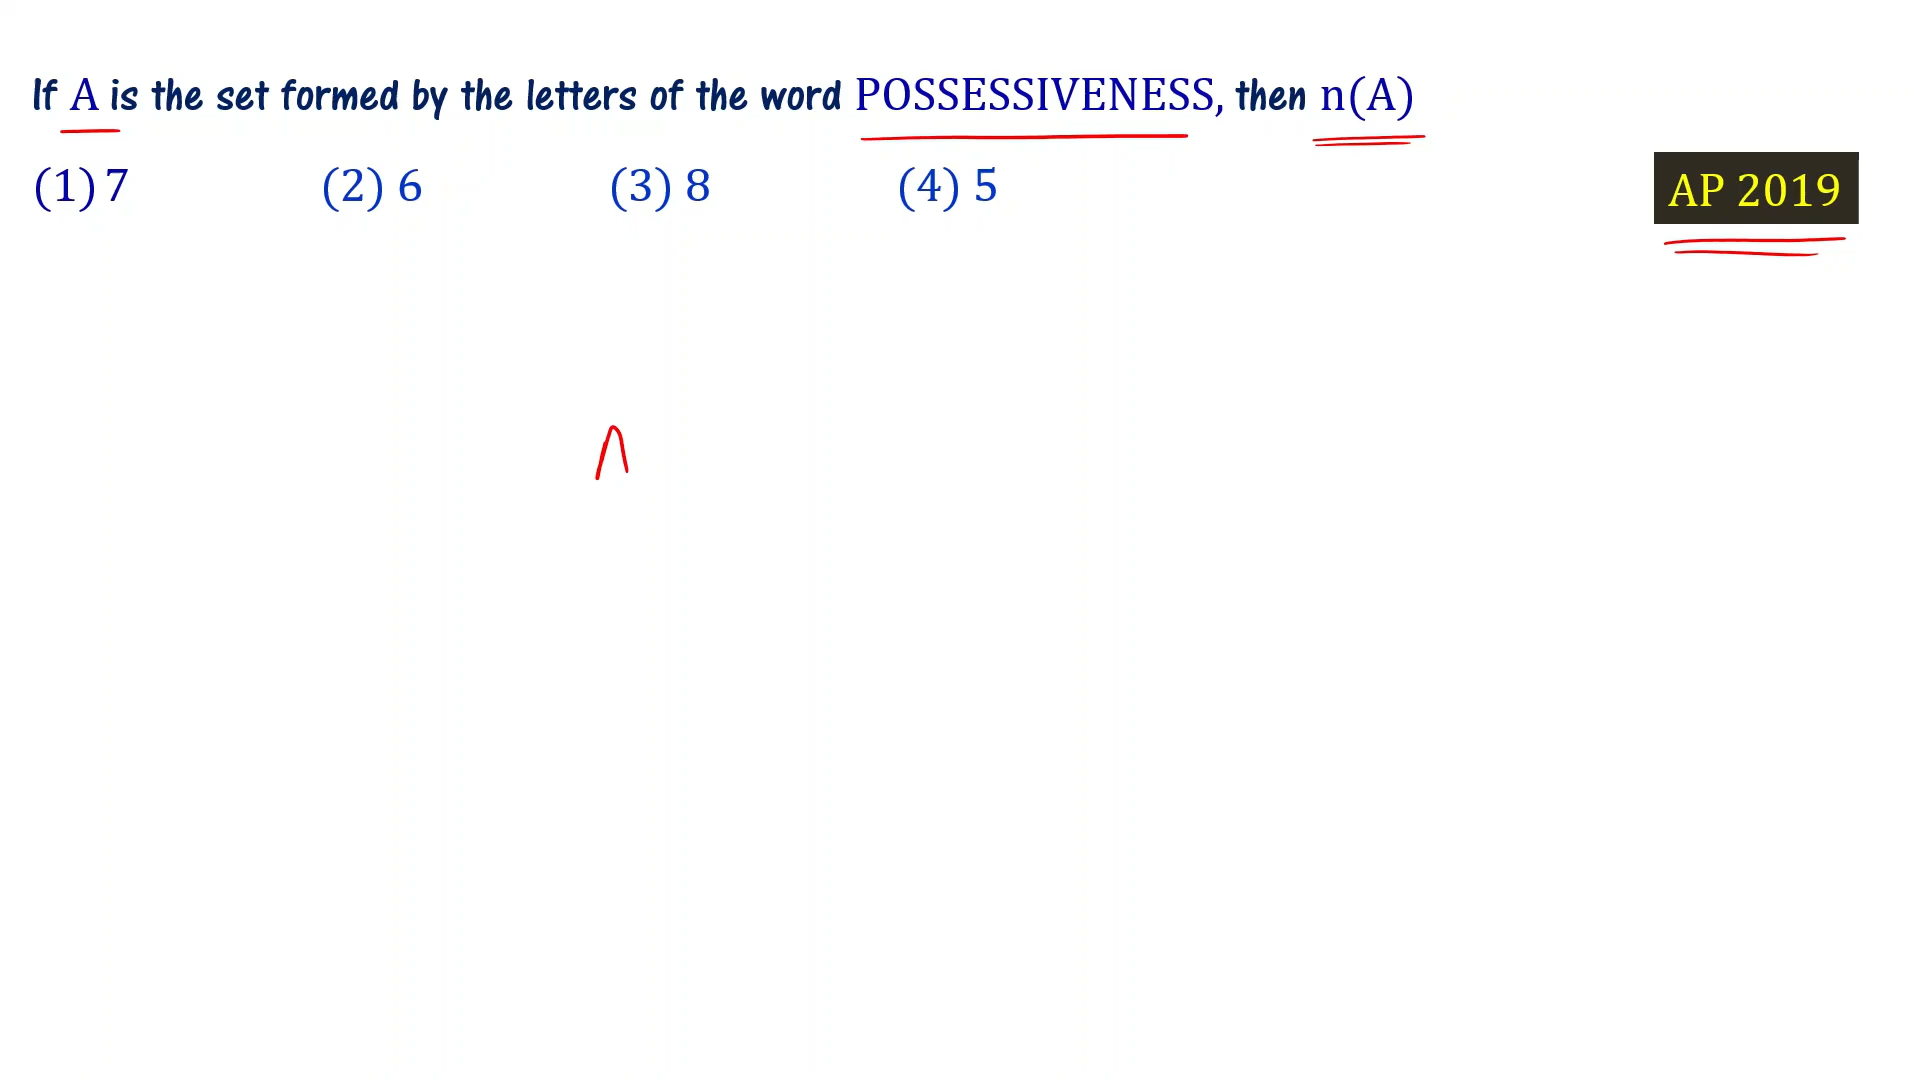 If A is the set formed by the letters of the word POSSESSIVENESS, then n(A)
(1) 7 (2) 6 (3) 8 (4) 5
AP 2019